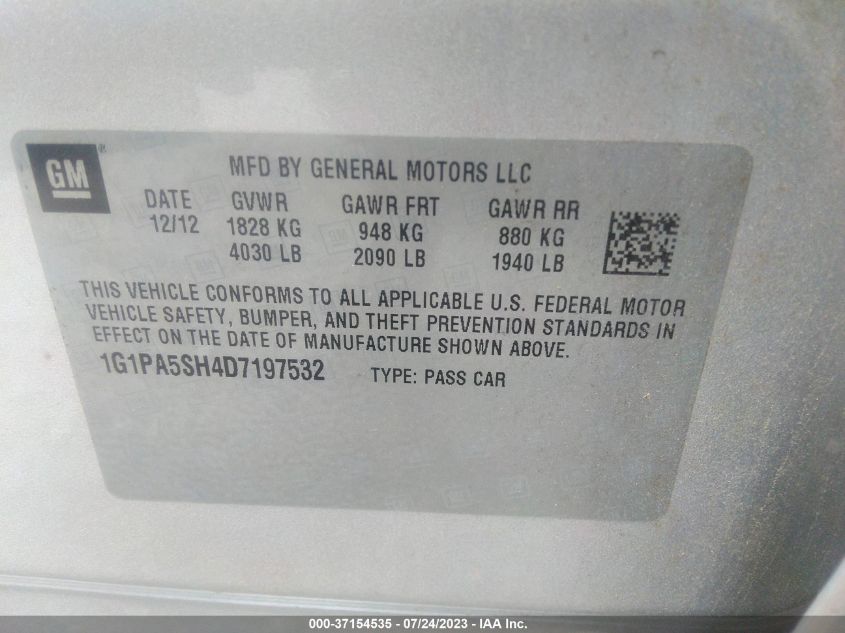 GM
MFD BY GENERAL MOTORS LLC
DATE GVWR GAWR FRT GAWR RR
12/12 1828 KG 948 KG 880 KG
4030 LB 2090 LB 1940 LB
THIS VEHICLE CONFORMS TO ALL APPLICABLE U.S. FEDERAL MOTOR
VEHICLE SAFETY, BUMPER, AND THEFT PREVENTION STANDARDS IN
EFFECT ON THE DATE OF MANUFACTURE SHOWN ABOVE.
1G1PA5SH4D7197532 TYPE: PASS CAR
000-37154535 - 07/24/2023 - IAA Inc.